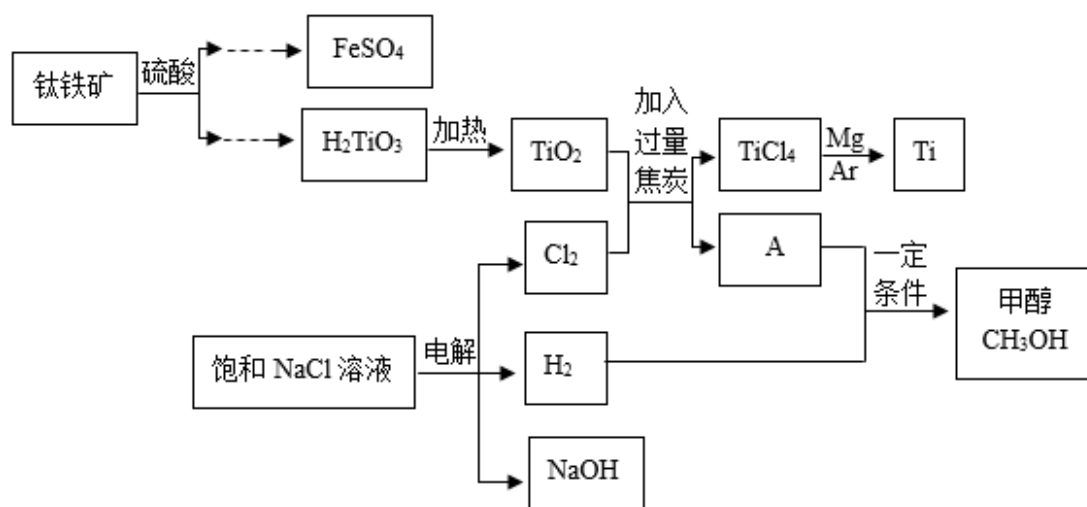 钛铁矿
硫酸
FeSO₄
H₂TiO₃
加热
TiO₂
加入
过量
焦炭
TiCl₄
Mg
Ar
Ti
Cl₂
A
一定
条件
甲醇
CH₃OH
饱和 NaCl 溶液
电解
H₂
NaOH